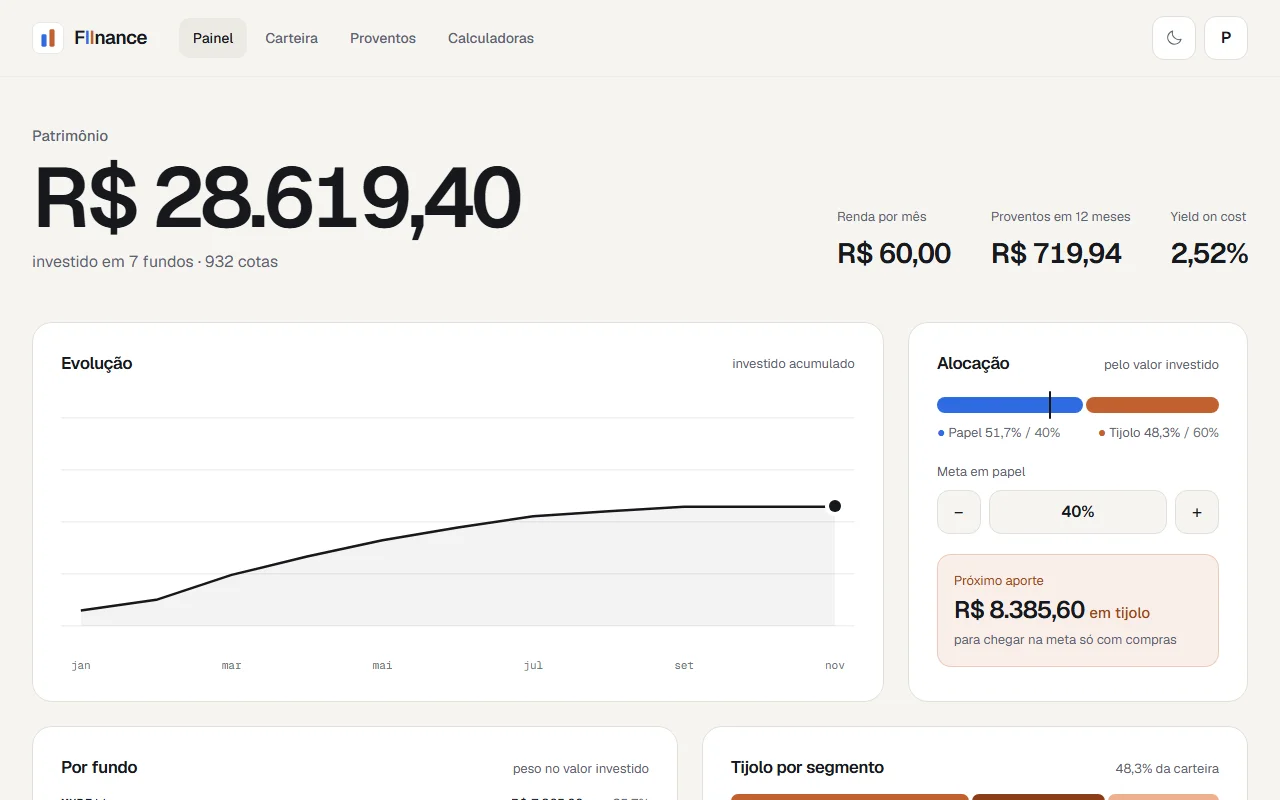 FIInance
Painel
Carteira
Proventos
Calculadoras
P
Patrimônio
R$ 28.619,40
investido em 7 fundos · 932 cotas
Renda por mês
R$ 60,00
Proventos em 12 meses
R$ 719,94
Yield on cost
2,52%
Evolução
investido acumulado
jan mar mai jul set nov
Alocação
pelo valor investido
Papel 51,7% / 40%
Tijolo 48,3% / 60%
Meta em papel
− 40% +
Próximo aporte
R$ 8.385,60 em tijolo
para chegar na meta só com compras
Por fundo
peso no valor investido
Tijolo por segmento
48,3% da carteira